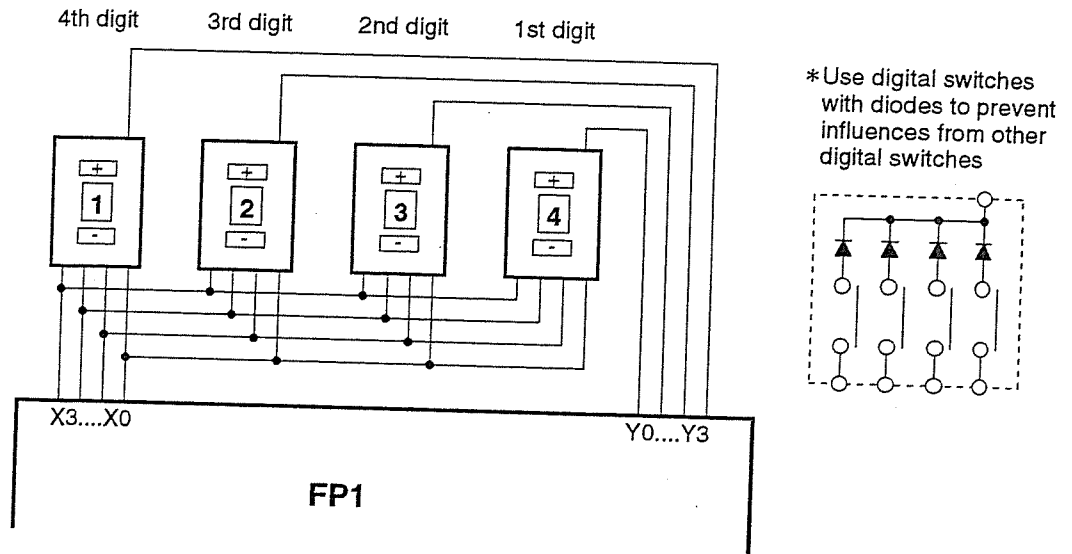 4th digit 3rd digit 2nd digit 1st digit
*Use digital switches
with diodes to prevent
influences from other
digital switches
+ + + +
1 2 3 4
- - - -
X3....X0 Y0....Y3
FP1